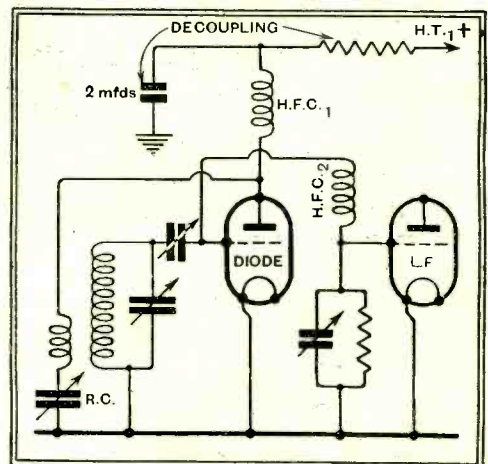 DECOUPLING
H.T.1+
2 mfds
H.F.C.1
H.F.C.2
DIODE
L.F
R.C.